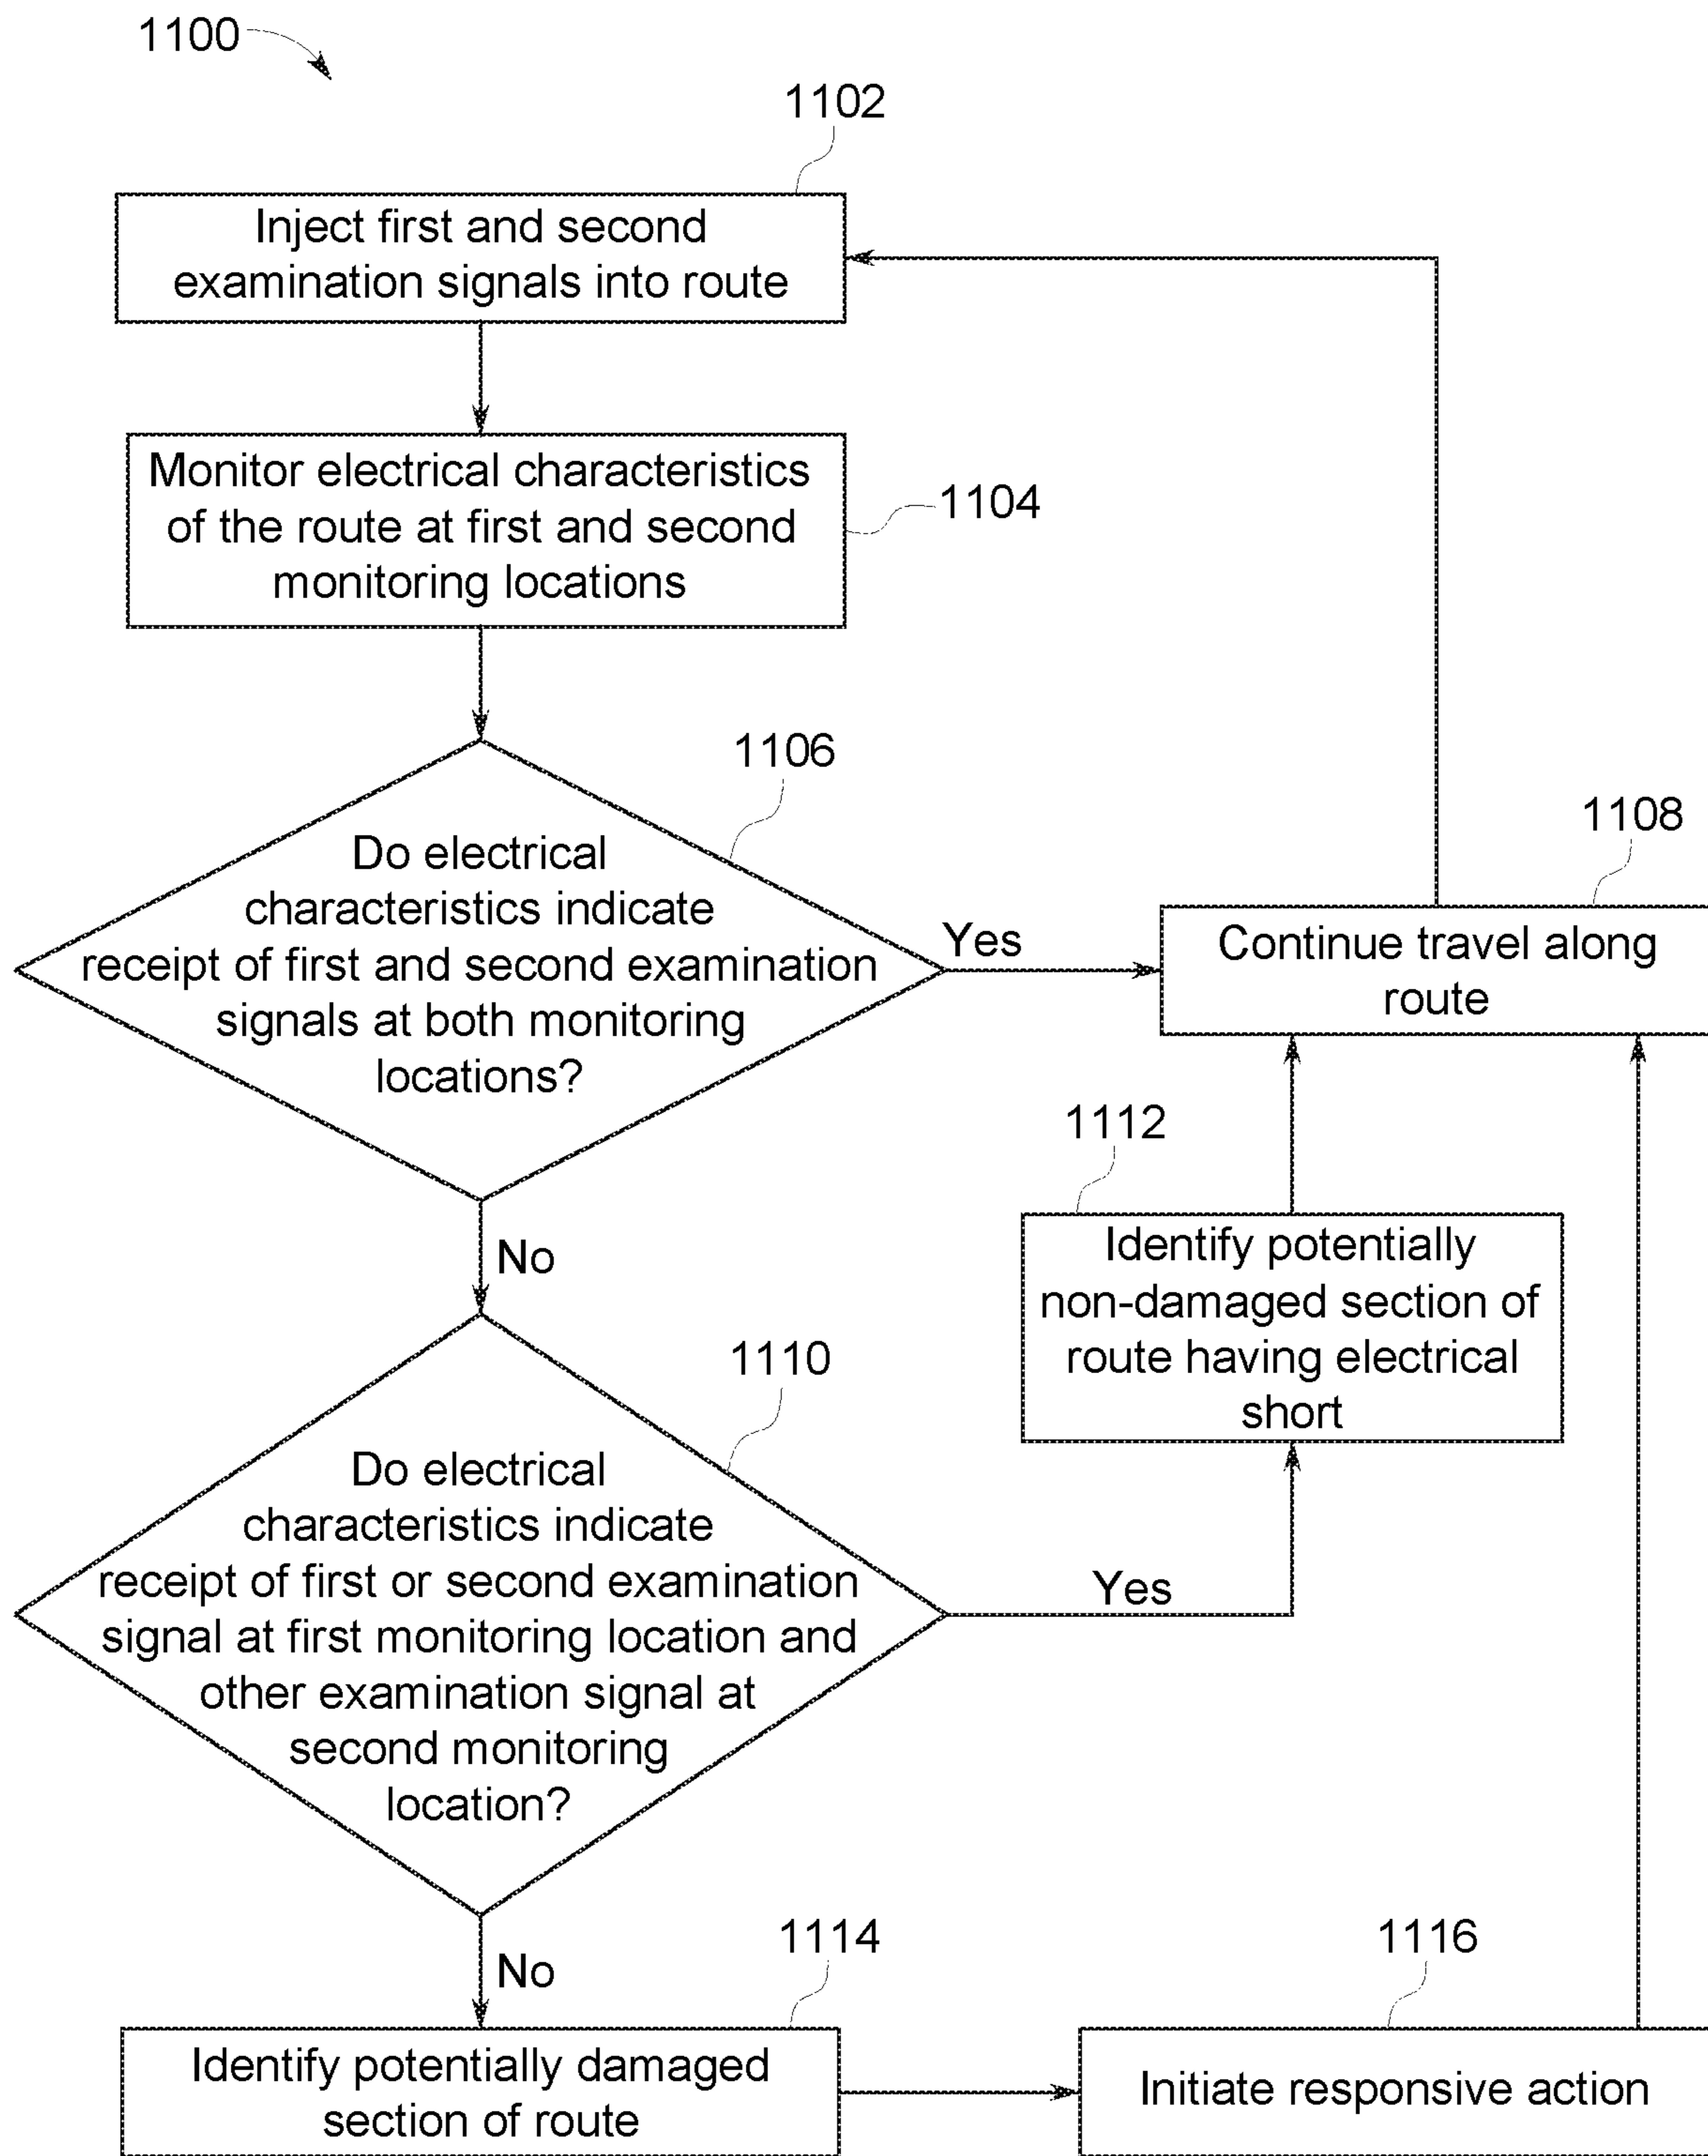 1100
1102
Inject first and second
examination signals into route
Monitor electrical characteristics
of the route at first and second
monitoring locations
1104
1106
Do electrical
characteristics indicate
receipt of first and second examination
signals at both monitoring
locations?
Yes
1108
Continue travel along
route
No
1112
Identify potentially
non-damaged section of
route having electrical
short
1110
Do electrical
characteristics indicate
receipt of first or second examination
signal at first monitoring location and
other examination signal at
second monitoring
location?
Yes
No
1114
Identify potentially damaged
section of route
1116
Initiate responsive action